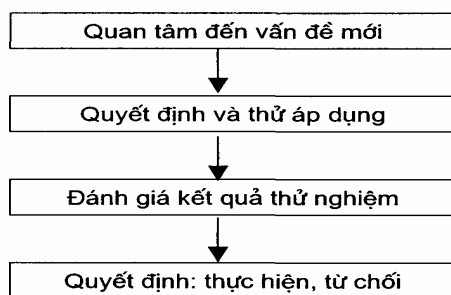 Quan tâm đến vấn đề mới
Quyết định và thử áp dụng
Đánh giá kết quả thử nghiệm
Quyết định: thực hiện, từ chối